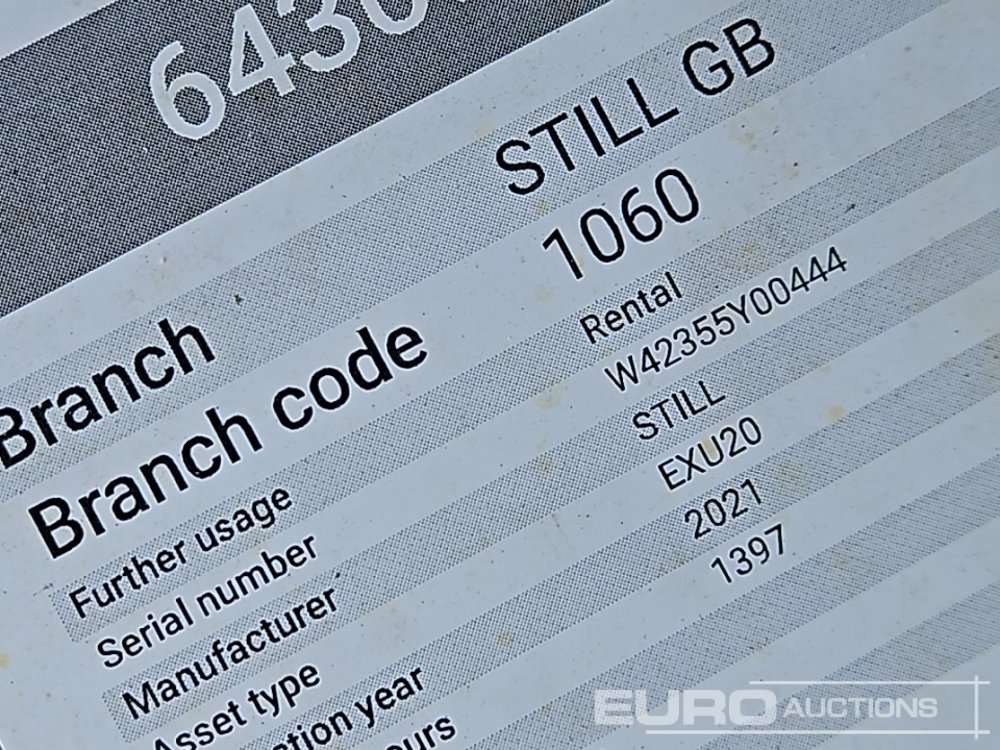 Branch STILL GB
Branch code 1060
Further usage Rental
Serial number W42355Y00444
Manufacturer STILL
Asset type EXU20
year 2021
1397
EURO AUCTIONS